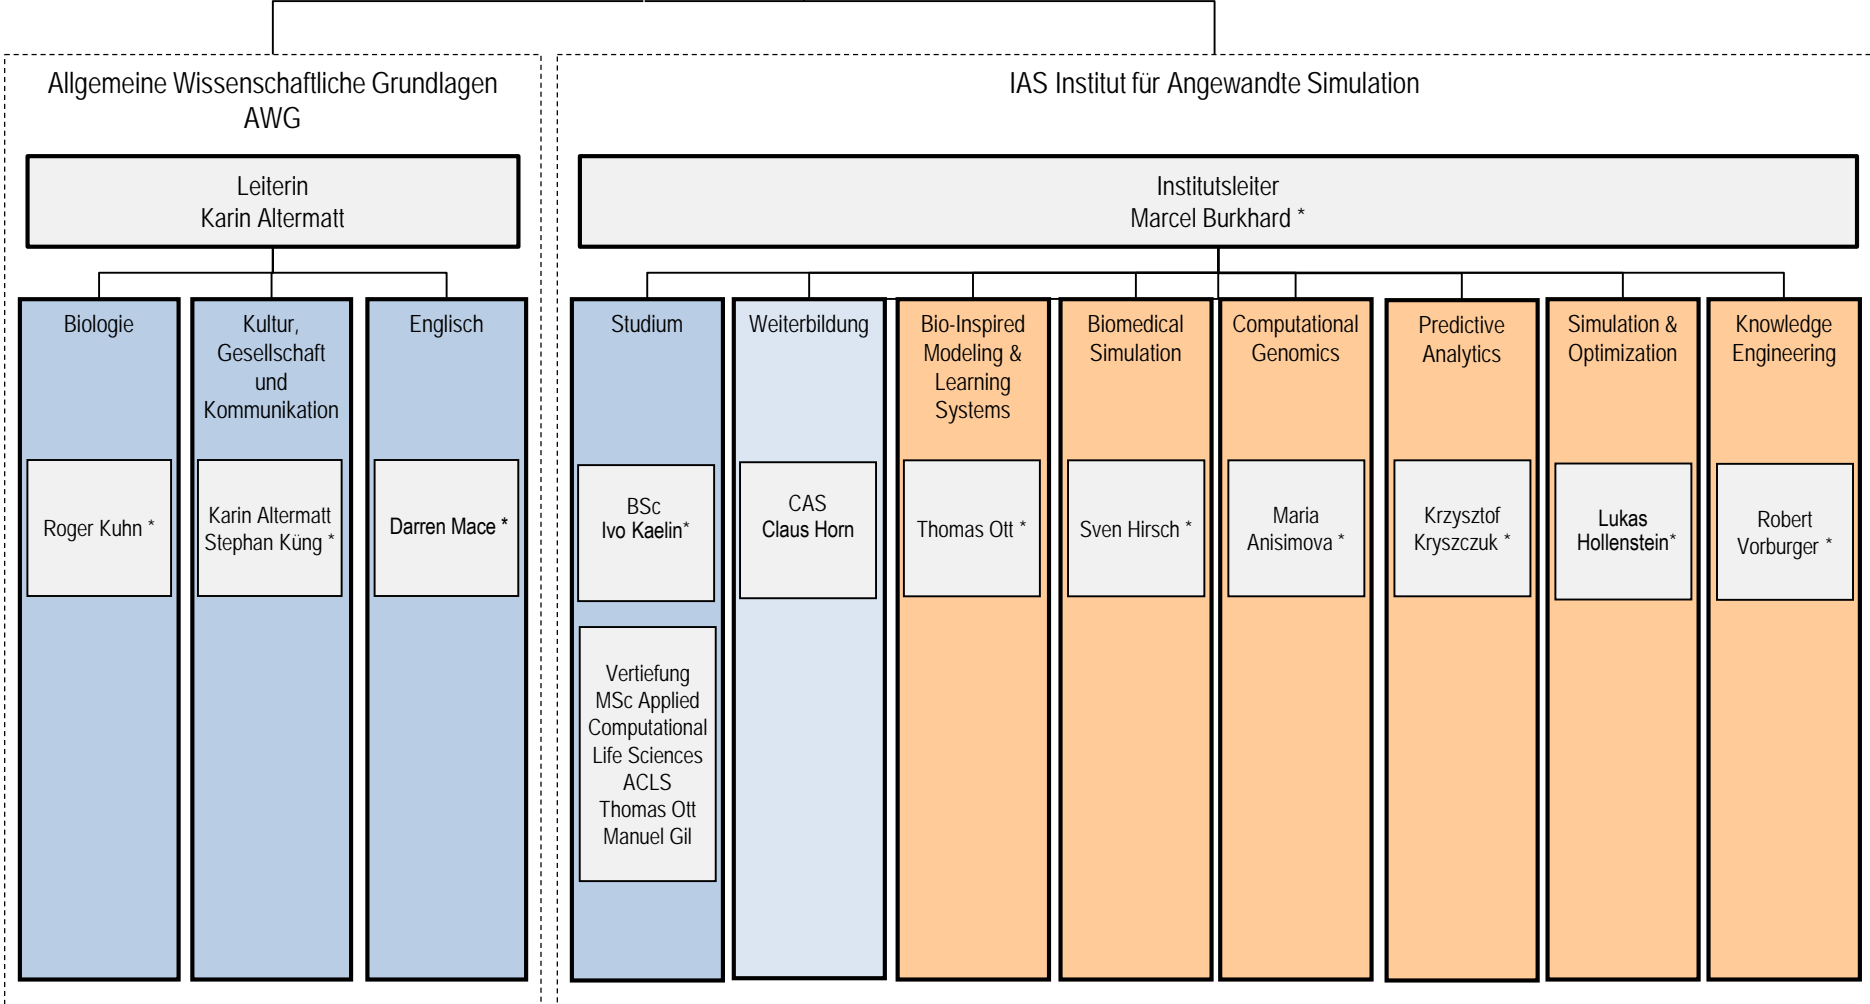 Allgemeine Wissenschaftliche Grundlagen
AWG
Leiterin
Karin Altermatt
Biologie
Roger Kuhn *
Kultur,
Gesellschaft
und
Kommunikation
Karin Altermatt
Stephan Küng *
Englisch
Darren Mace *
IAS Institut für Angewandte Simulation
Institutsleiter
Marcel Burkhard *
Studium
BSc
Ivo Kaelin*
Vertiefung
MSc Applied
Computational
Life Sciences
ACLS
Thomas Ott
Manuel Gil
Weiterbildung
CAS
Claus Horn
Bio-Inspired
Modeling &
Learning
Systems
Thomas Ott *
Biomedical
Simulation
Sven Hirsch *
Computational
Genomics
Maria
Anisimova *
Predictive
Analytics
Krzysztof
Kryszczuk *
Simulation &
Optimization
Lukas
Hollenstein*
Knowledge
Engineering
Robert
Vorburger *